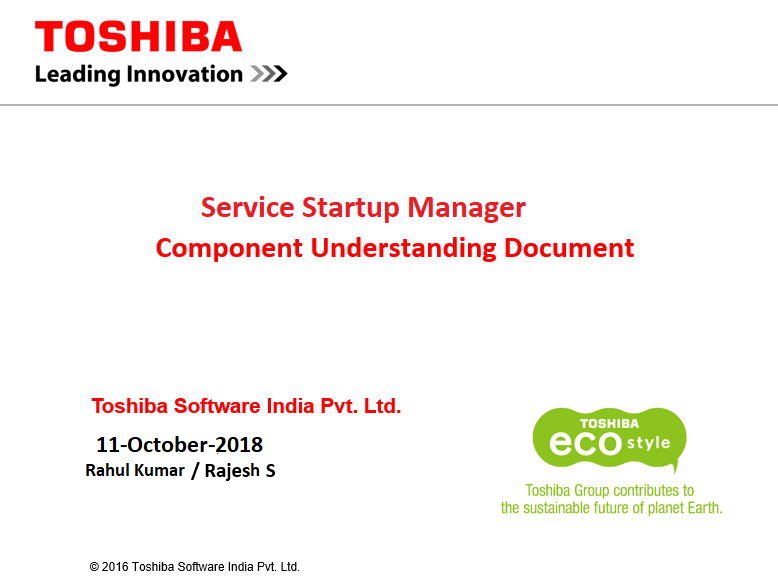 TOSHIBA
Leading Innovation >>>
Service Startup Manager
Component Understanding Document
Toshiba Software India Pvt. Ltd.
11-October-2018
Rahul Kumar / Rajesh S
TOSHIBA
eco style
Toshiba Group contributes to
the sustainable future of planet Earth.
© 2016 Toshiba Software India Pvt. Ltd.